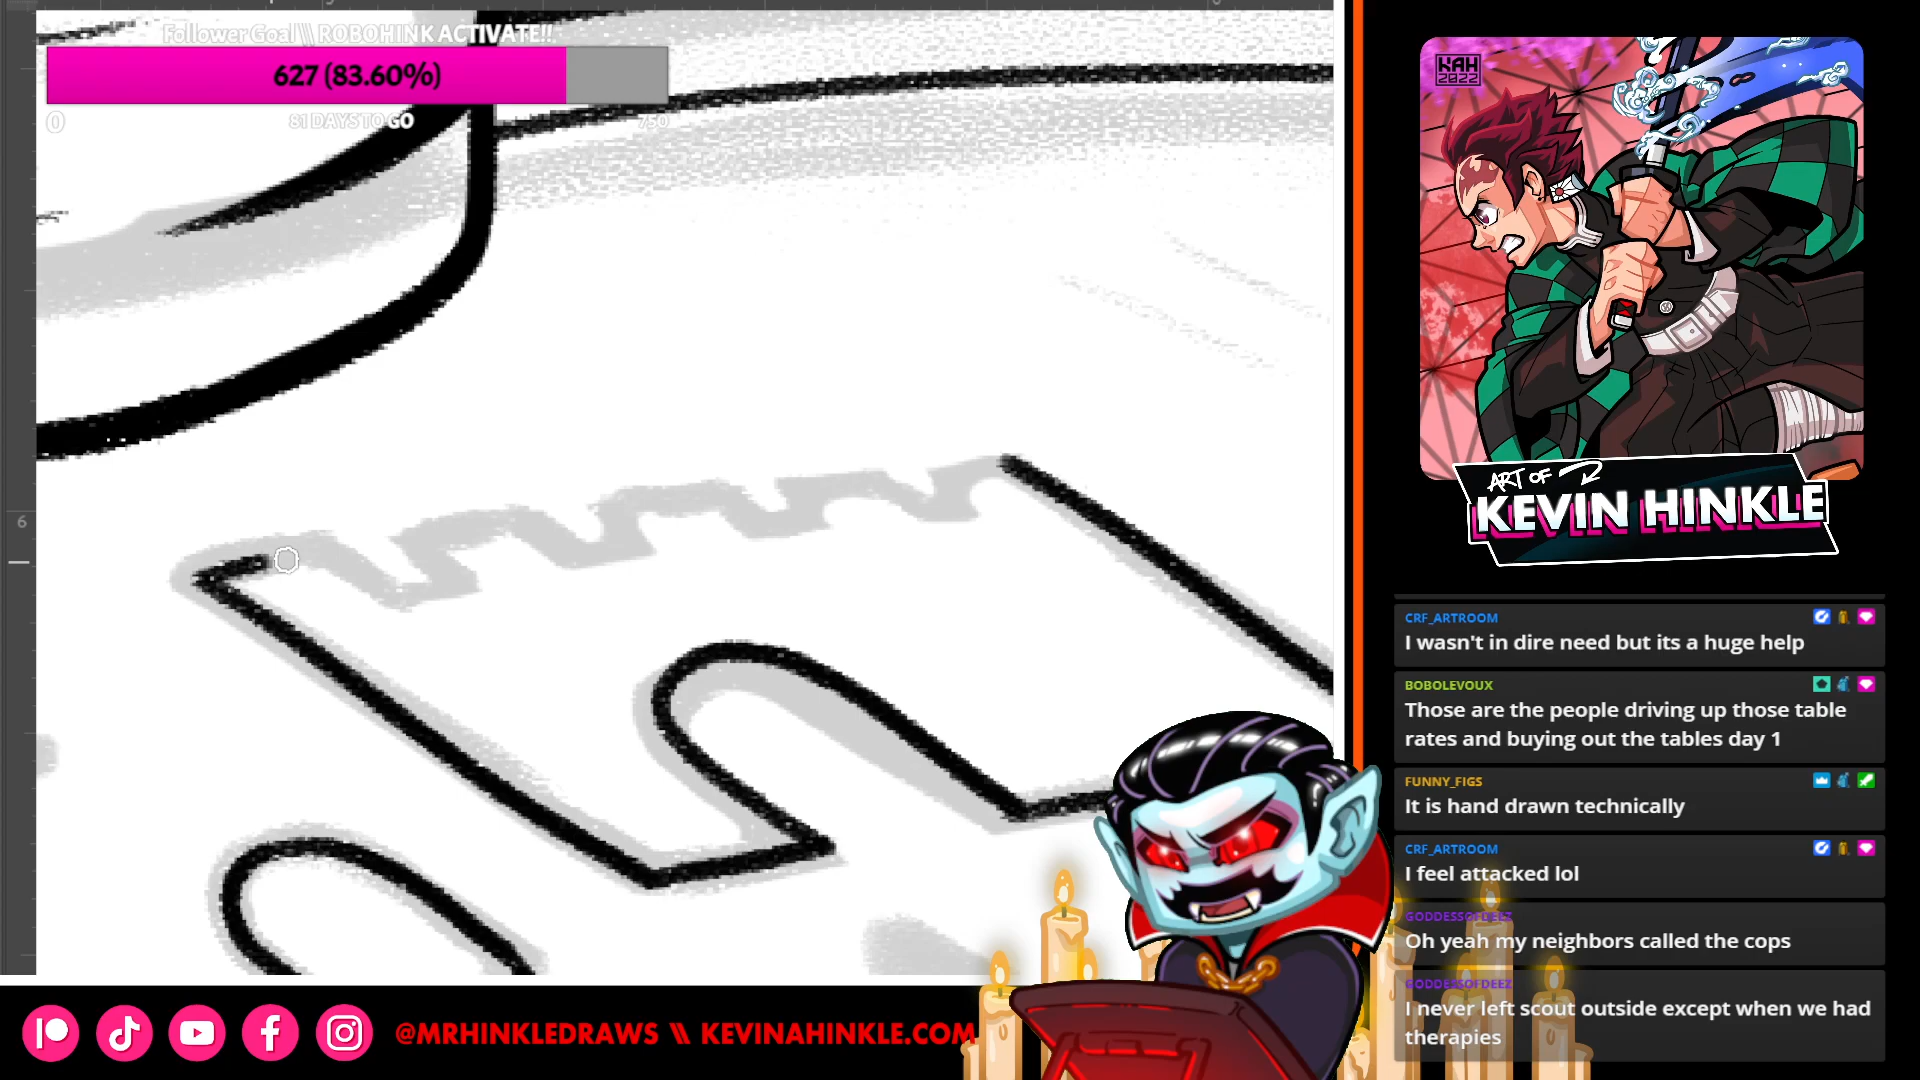 Follower Goal \\ ROBOHINK ACTIVATE!!
627 (83.60%)
0
81 DAYS TO GO
750
6
KAH
2022
ART OF
KEVIN HINKLE
CRF_ARTROOM
I wasn't in dire need but its a huge help
BOBOLEVOUX
Those are the people driving up those table
rates and buying out the tables day 1
FUNNY_FIGS
It is hand drawn technically
CRF_ARTROOM
I feel attacked lol
GODDESSOFDEEZ
Oh yeah my neighbors called the cops
GODDESSOFDEEZ
I never left scout outside except when we had
therapies
@MRHINKLEDRAWS \\ KEVINAHINKLE.COM